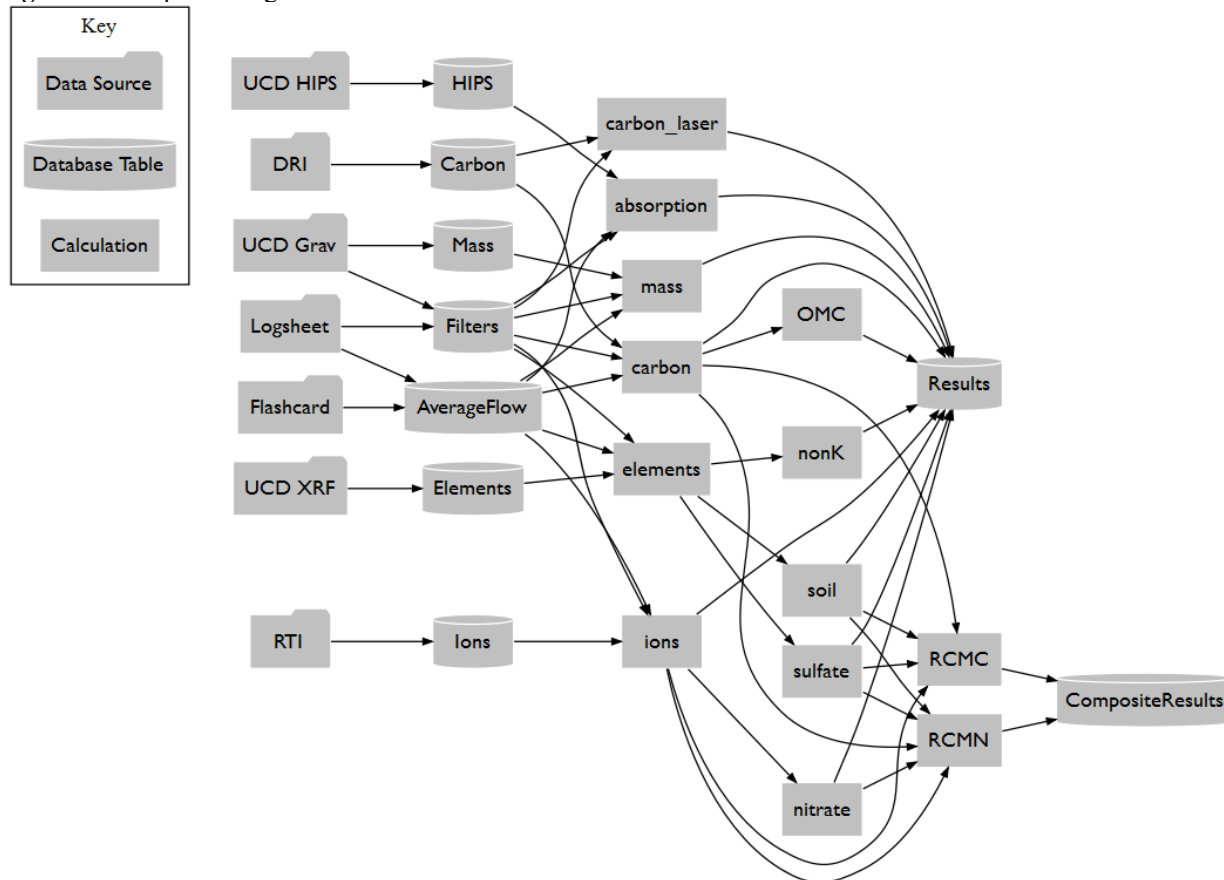 Key
Data Source
Database Table
Calculation
UCD HIPS
HIPS
carbon_laser
DRI
Carbon
absorption
UCD Grav
Mass
mass
OMC
Logsheet
Filters
carbon
Results
Flashcard
AverageFlow
elements
nonK
UCD XRF
Elements
soil
RTI
Ions
ions
RCMC
sulfate
CompositeResults
RCMN
nitrate